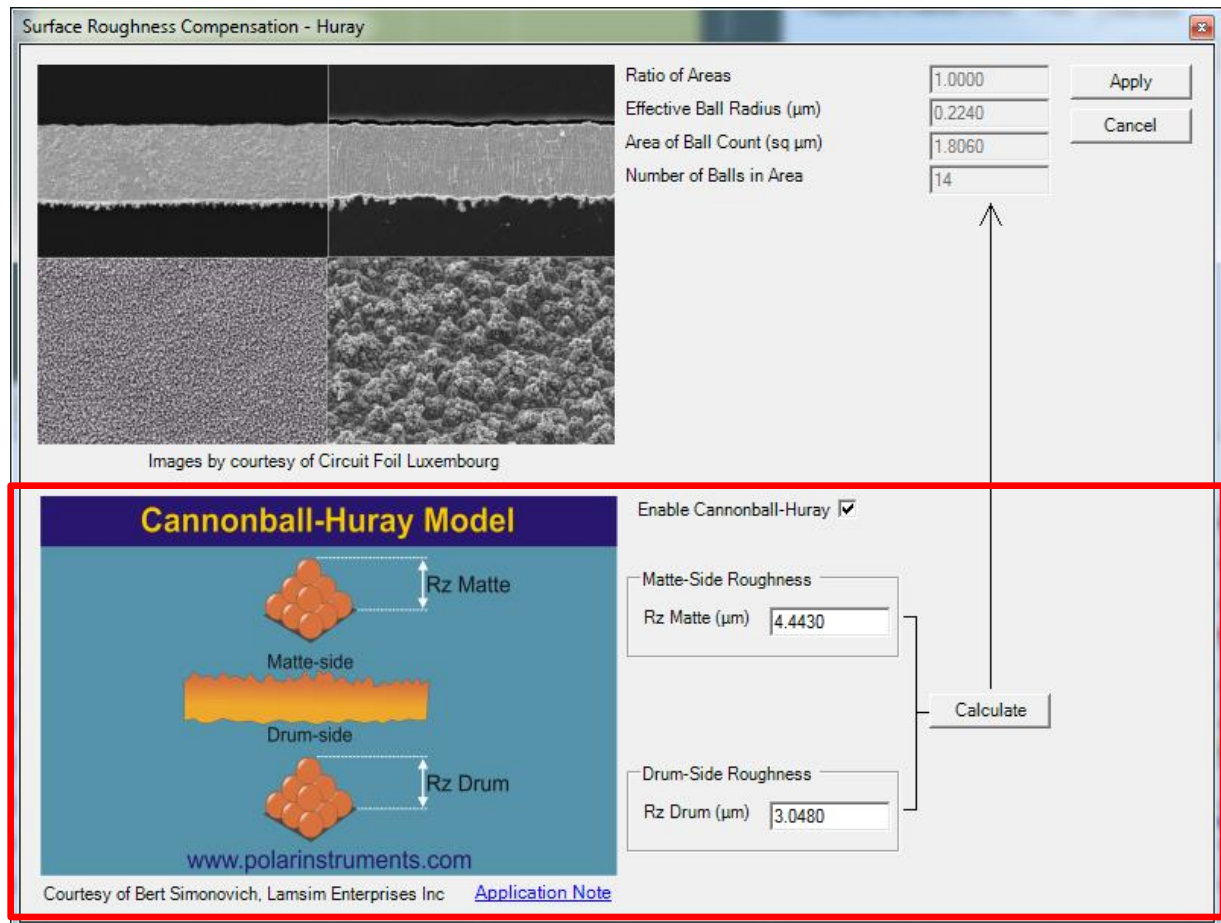 Surface Roughness Compensation - Huray
Ratio of Areas 1.0000 Apply
Effective Ball Radius (µm) 0.2240 Cancel
Area of Ball Count (sq µm) 1.8060
Number of Balls in Area 14
Images by courtesy of Circuit Foil Luxembourg
Cannonball-Huray Model
Rz Matte
Matte-side
Drum-side
Rz Drum
www.polarinstruments.com
Courtesy of Bert Simonovich, Lamsim Enterprises Inc Application Note
Enable Cannonball-Huray
Matte-Side Roughness
Rz Matte (µm) 4.4430
Calculate
Drum-Side Roughness
Rz Drum (µm) 3.0480